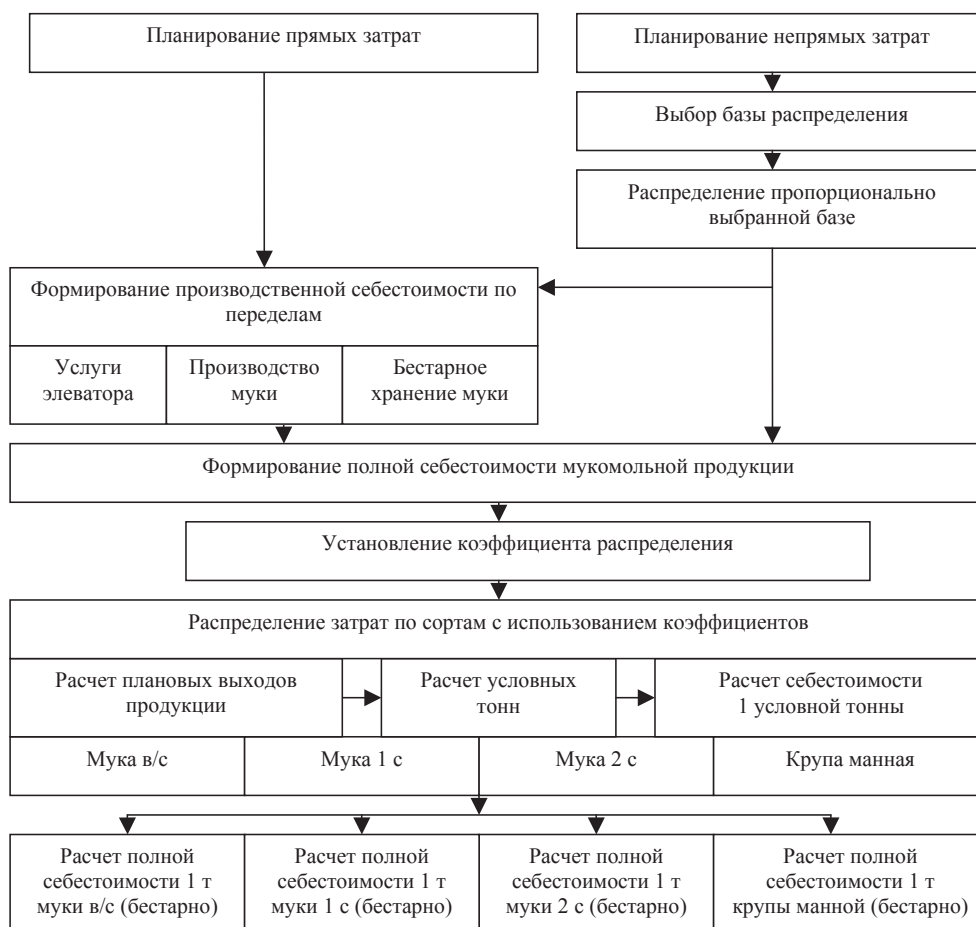 Планирование прямых затрат
Планирование непрямых затрат
Выбор базы распределения
Распределение пропорционально
выбранной базе
Формирование производственной себестоимости по
переделам
Услуги
элеватора
Производство
муки
Бестарное
хранение муки
Формирование полной себестоимости мукомольной продукции
Установление коэффициента распределения
Распределение затрат по сортам с использованием коэффициентов
Расчет плановых выходов
продукции
Расчет условных
тонн
Расчет себестоимости
1 условной тонны
Мука в/с
Мука 1 с
Мука 2 с
Крупа манная
Расчет полной
себестоимости 1 т
муки в/с (бестарно)
Расчет полной
себестоимости 1 т
муки 1 с (бестарно)
Расчет полной
себестоимости 1 т
муки 2 с (бестарно)
Расчет полной
себестоимости 1 т
крупы манной (бестарно)